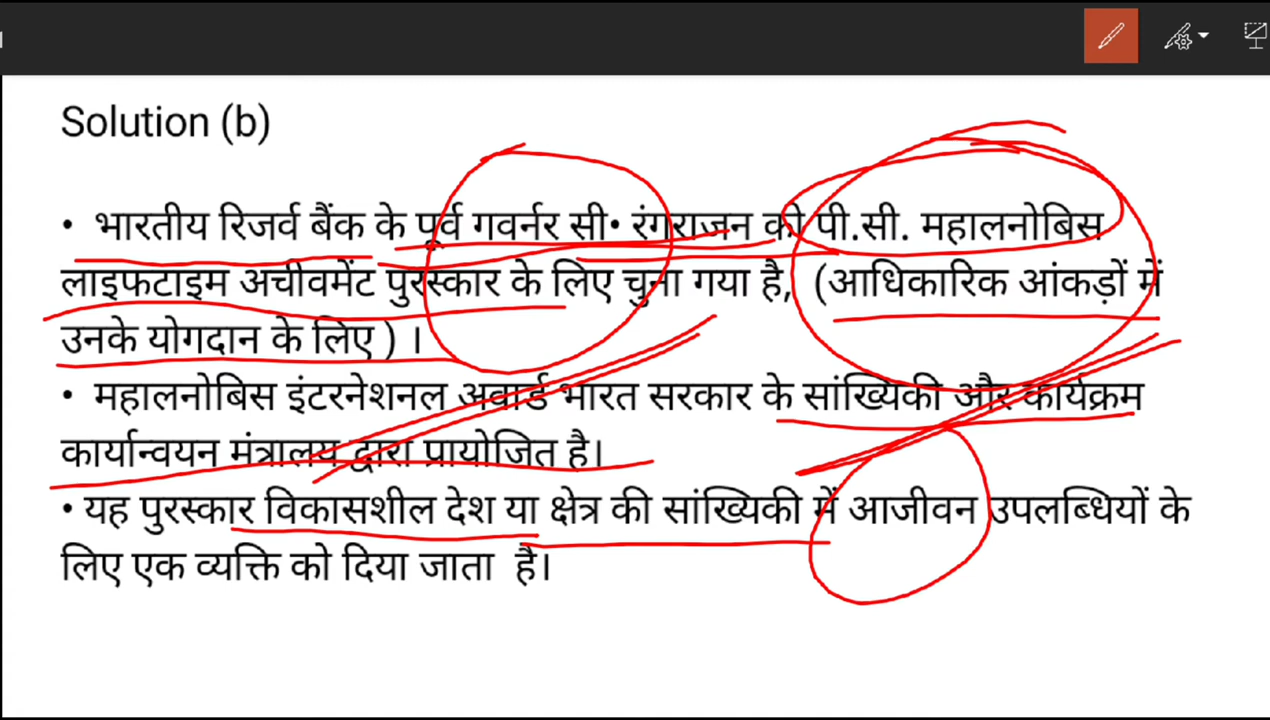 Solution (b)
• भारतीय रिजर्व बैंक के पूर्व गवर्नर सी• रंगराजन को पी.सी. महालनोबिस
लाइफटाइम अचीवमेंट पुरस्कार के लिए चुना गया है, (आधिकारिक आंकड़ों में
उनके योगदान के लिए ) ।
• महालनोबिस इंटरनेशनल अवार्ड भारत सरकार के सांख्यिकी और कार्यक्रम
कार्यान्वयन मंत्रालय द्वारा प्रायोजित है।
• यह पुरस्कार विकासशील देश या क्षेत्र की सांख्यिकी में आजीवन उपलब्धियों के
लिए एक व्यक्ति को दिया जाता है।